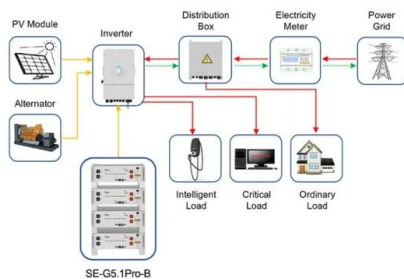 PV Module
Inverter
Distribution
Box
Electricity
Meter
Power
Grid
Alternator
Intelligent
Load
Critical
Load
Ordinary
Load
SE-G5.1Pro-B